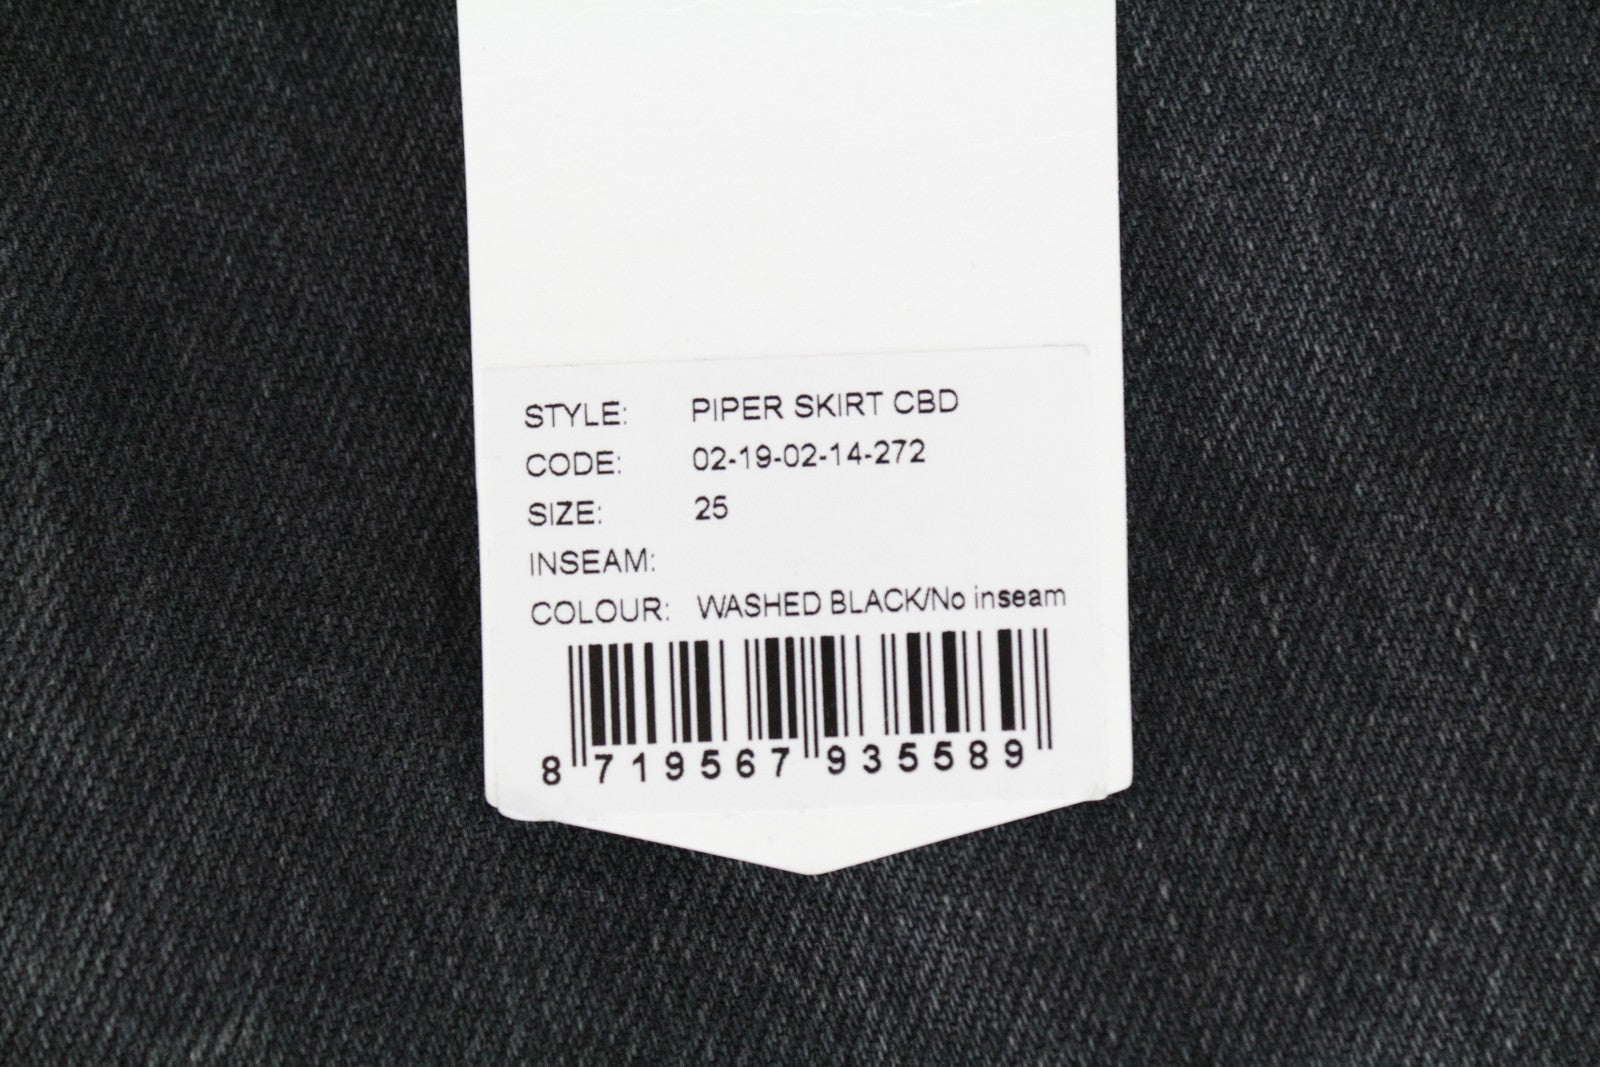 STYLE: PIPER SKIRT CBD
CODE: 02-19-02-14-272
SIZE: 25
INSEAM:
COLOUR: WASHED BLACK/No inseam
8 719567 935589